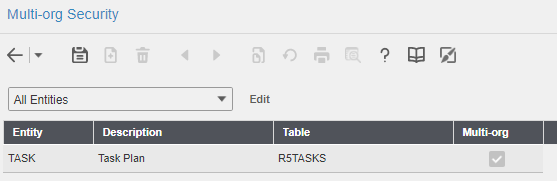 Multi-org Security
All Entities Edit
Entity Description Table Multi-org
TASK Task Plan R5TASKS